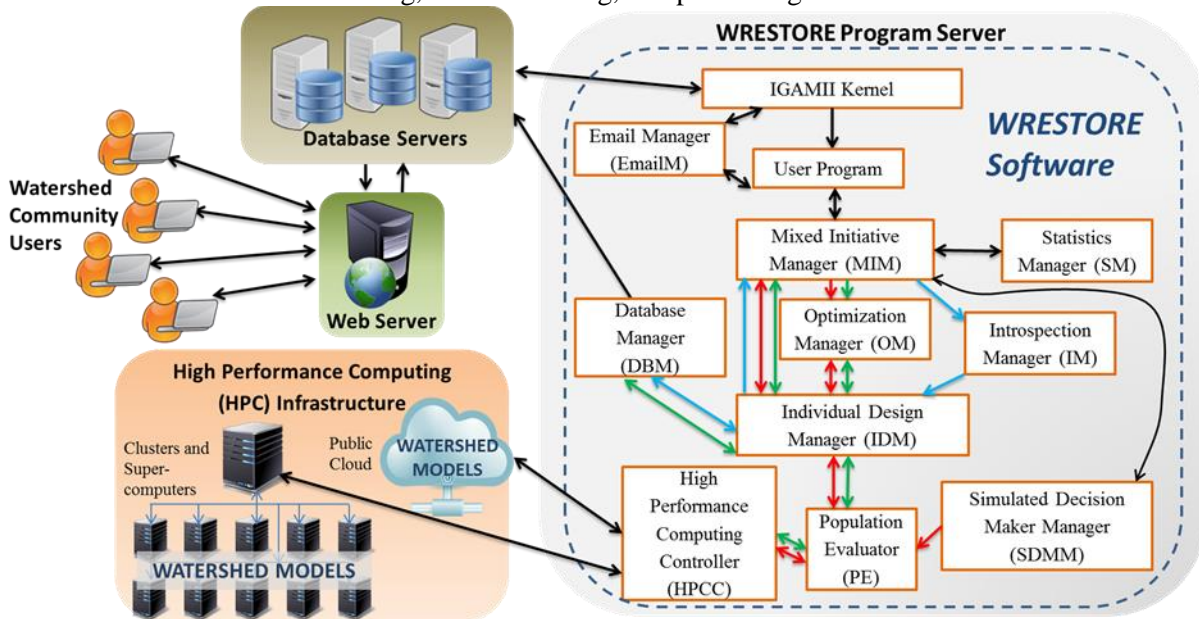 WRESTORE Program Server
Database Servers
Watershed
Community
Users
Web Server
IGAMII Kernel
Email Manager
(EmailM)
User Program
WRESTORE
Software
Mixed Initiative
Manager (MIM)
Statistics
Manager (SM)
Database
Manager
(DBM)
Optimization
Manager (OM)
Introspection
Manager (IM)
Individual Design
Manager (IDM)
High
Performance
Computing
Controller
(HPCC)
Population
Evaluator
(PE)
Simulated Decision
Maker Manager
(SDMM)
High Performance Computing
(HPC) Infrastructure
Clusters and
Super-
computers
Public
Cloud
WATERSHED
MODELS
WATERSHED MODELS